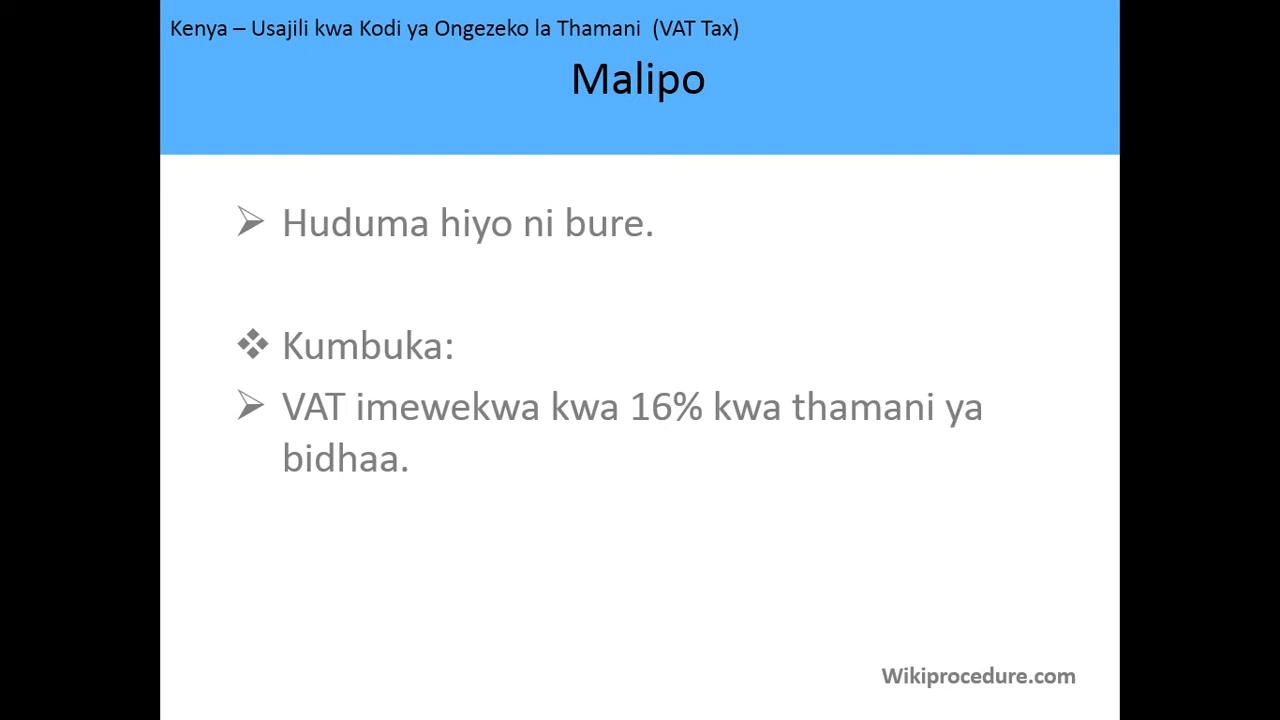 Kenya – Usajili kwa Kodi ya Ongezeko la Thamani (VAT Tax)
Malipo
➢ Huduma hiyo ni bure.
❖ Kumbuka:
➢ VAT imewekwa kwa 16% kwa thamani ya
bidhaa.
Wikiprocedure.com